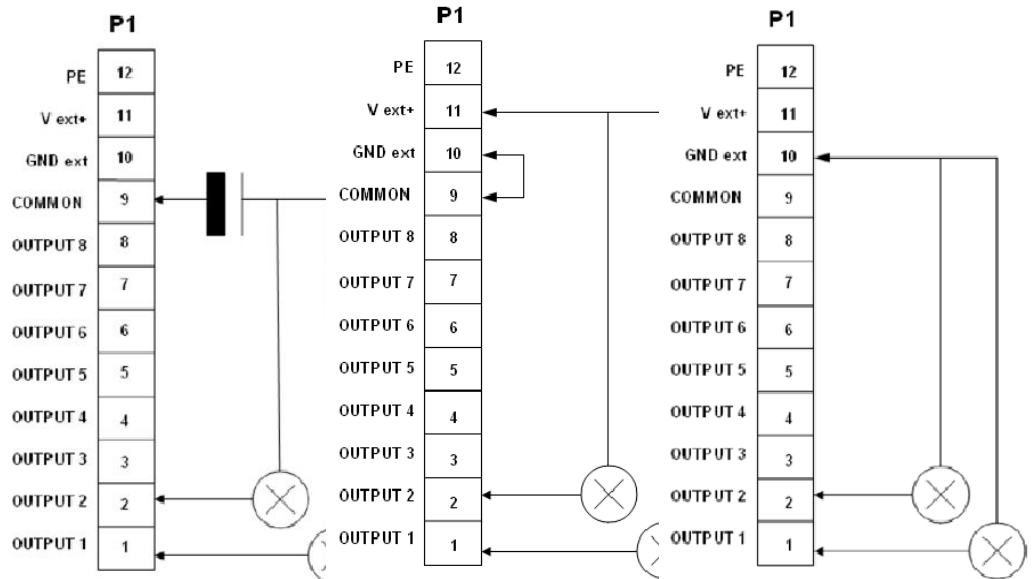 P1
PE 12
V ext+ 11
GND ext 10
COMMON 9
OUTPUT 8 8
OUTPUT 7 7
OUTPUT 6 6
OUTPUT 5 5
OUTPUT 4 4
OUTPUT 3 3
OUTPUT 2 2
OUTPUT 1 1
P1
PE 12
V ext+ 11
GND ext 10
COMMON 9
OUTPUT 8 8
OUTPUT 7 7
OUTPUT 6 6
OUTPUT 5 5
OUTPUT 4 4
OUTPUT 3 3
OUTPUT 2 2
OUTPUT 1 1
P1
PE 12
V ext+ 11
GND ext 10
COMMON 9
OUTPUT 8 8
OUTPUT 7 7
OUTPUT 6 6
OUTPUT 5 5
OUTPUT 4 4
OUTPUT 3 3
OUTPUT 2 2
OUTPUT 1 1